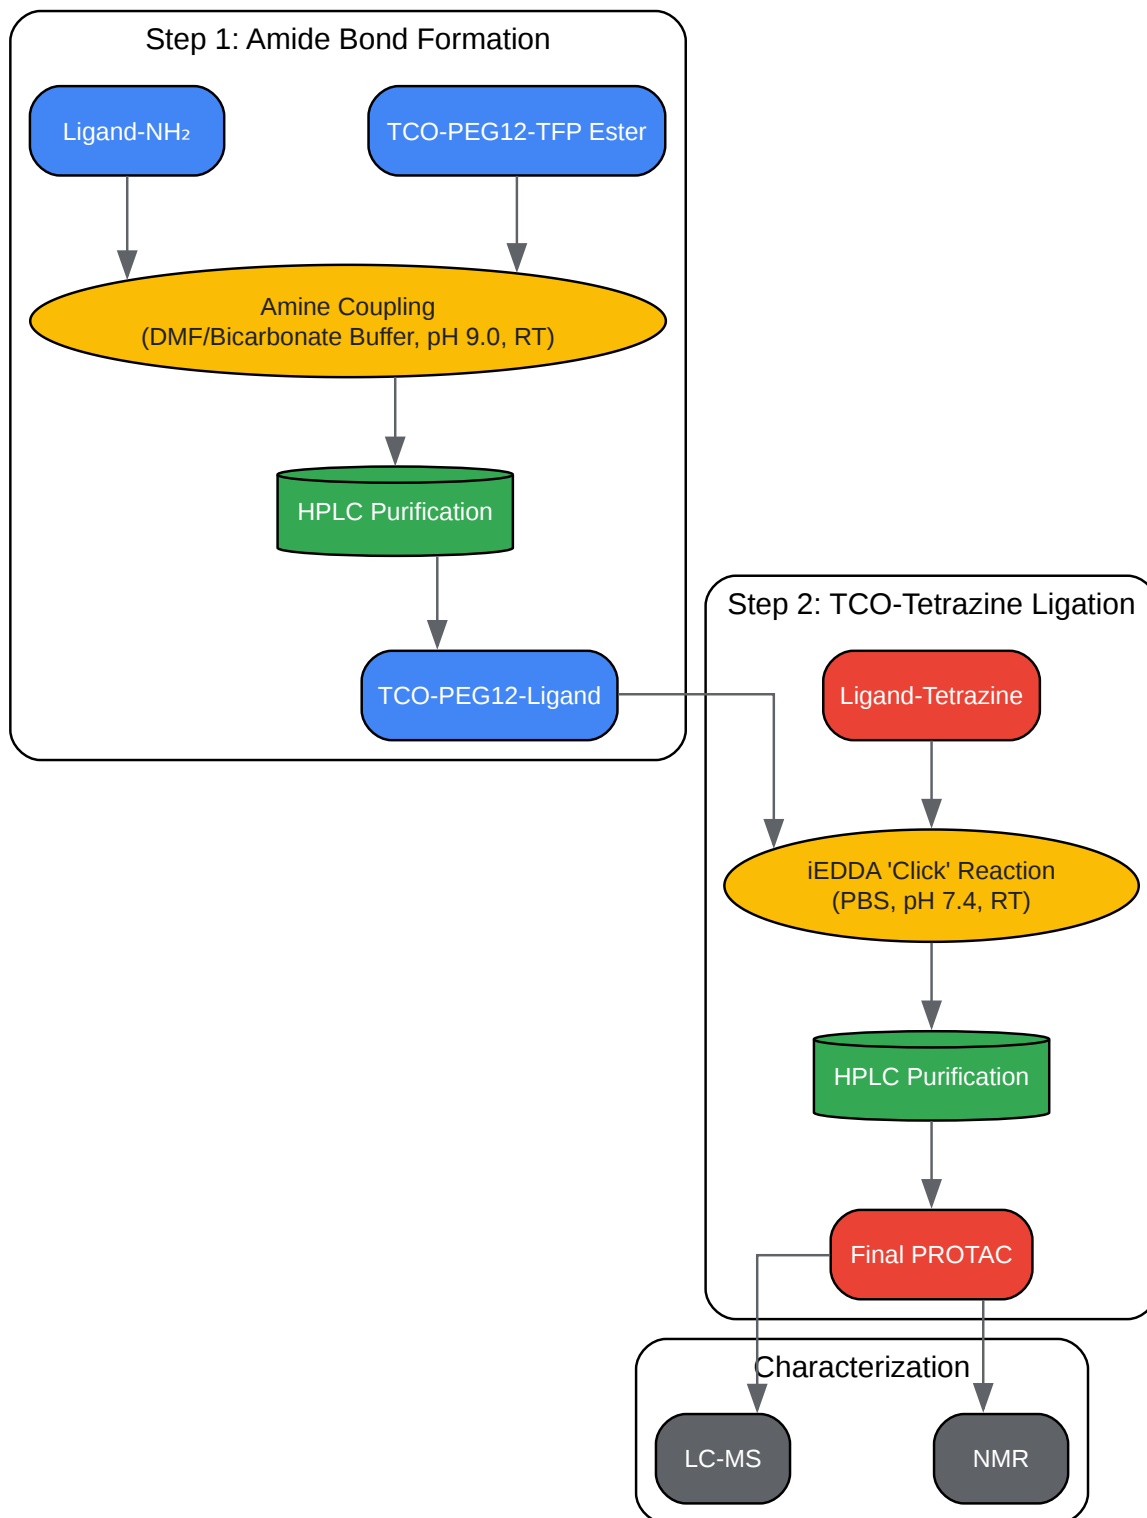 Step 1: Amide Bond Formation
Ligand-NH₂
TCO-PEG12-TFP Ester
Amine Coupling
(DMF/Bicarbonate Buffer, pH 9.0, RT)
HPLC Purification
TCO-PEG12-Ligand
Step 2: TCO-Tetrazine Ligation
Ligand-Tetrazine
iEDDA 'Click' Reaction
(PBS, pH 7.4, RT)
HPLC Purification
Final PROTAC
Characterization
LC-MS
NMR